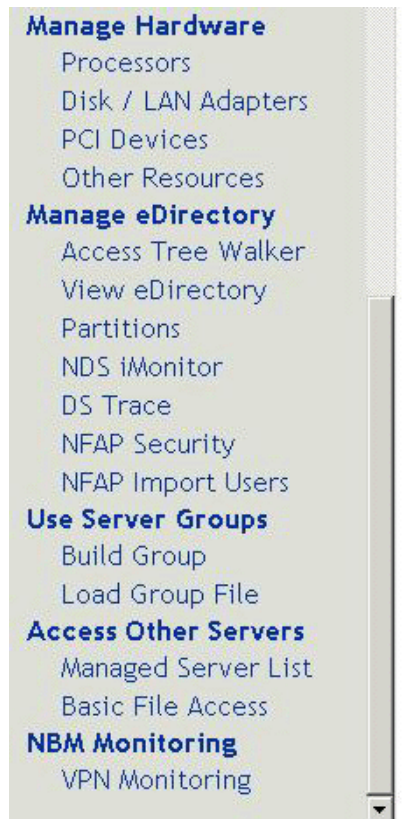 Manage Hardware
Processors
Disk / LAN Adapters
PCI Devices
Other Resources
Manage eDirectory
Access Tree Walker
View eDirectory
Partitions
NDS iMonitor
DS Trace
NFAP Security
NFAP Import Users
Use Server Groups
Build Group
Load Group File
Access Other Servers
Managed Server List
Basic File Access
NBM Monitoring
VPN Monitoring